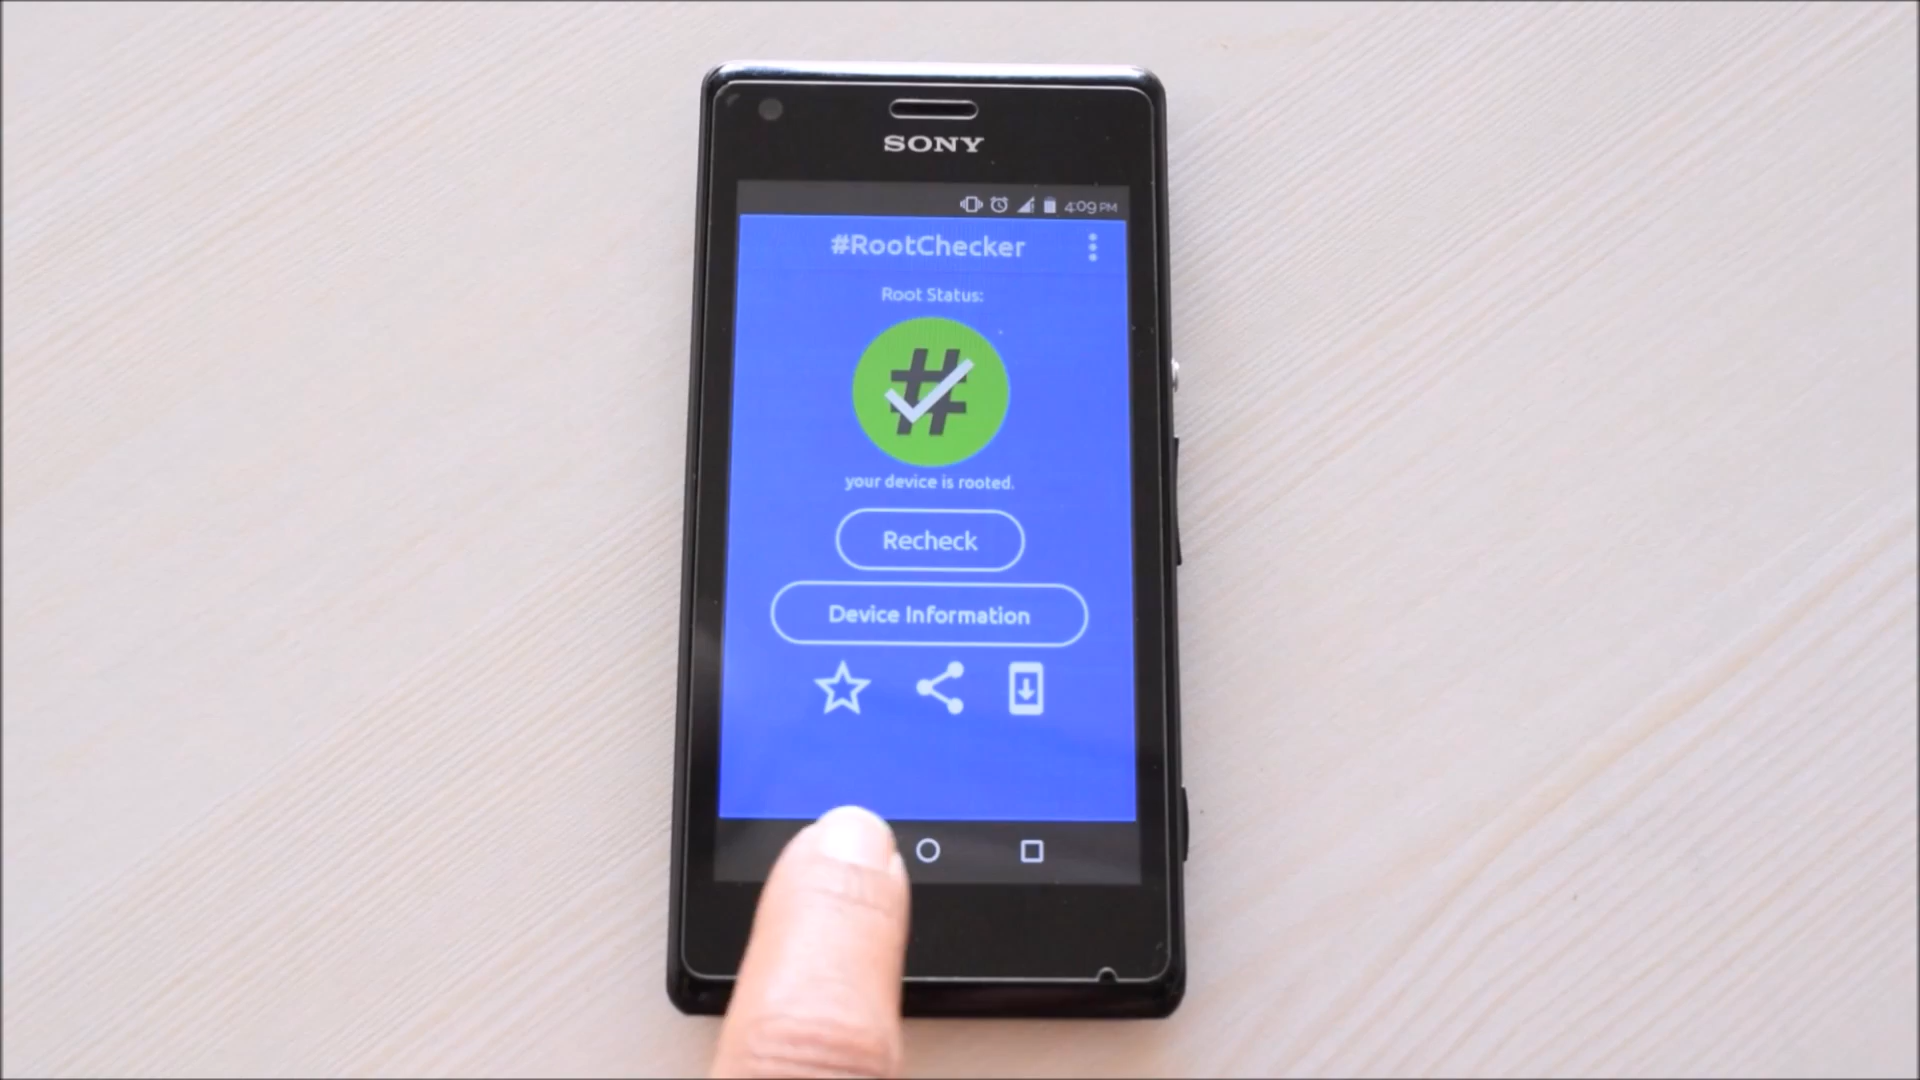 SONY
4:09 PM
#RootChecker
Root Status:
#
your device is rooted.
Recheck
Device Information